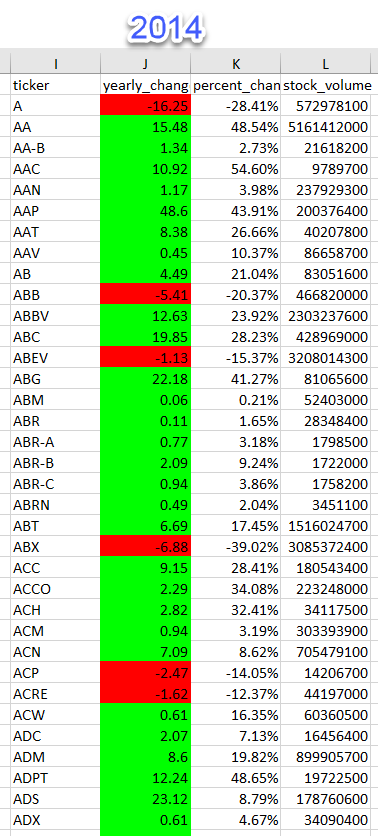 2014
I J K L
ticker yearly_chang percent_chan stock_volume
A -16.25 -28.41% 572978100
AA 15.48 48.54% 5161412000
AA-B 1.34 2.73% 21618200
AAC 10.92 54.60% 9789700
AAN 1.17 3.98% 237929300
AAP 48.6 43.91% 200376400
AAT 8.38 26.66% 40207800
AAV 0.45 10.37% 86658700
AB 4.49 21.04% 83051600
ABB -5.41 -20.37% 466820000
ABBV 12.63 23.92% 2303237600
ABC 19.85 28.23% 428969000
ABEV -1.13 -15.37% 3208014300
ABG 22.18 41.27% 81065600
ABM 0.06 0.21% 52403000
ABR 0.11 1.65% 28348400
ABR-A 0.77 3.18% 1798500
ABR-B 2.09 9.24% 1722000
ABR-C 0.94 3.86% 1758200
ABRN 0.49 2.04% 3451100
ABT 6.69 17.45% 1516024700
ABX -6.88 -39.02% 3085372400
ACC 9.15 28.41% 180543400
ACCO 2.29 34.08% 223248000
ACH 2.82 32.41% 34117500
ACM 0.94 3.19% 303393900
ACN 7.09 8.62% 705479100
ACP -2.47 -14.05% 14206700
ACRE -1.62 -12.37% 44197000
ACW 0.61 16.35% 60360500
ADC 2.07 7.13% 16456400
ADM 8.6 19.82% 899905700
ADPT 12.24 48.65% 19722500
ADS 23.12 8.79% 178760600
ADX 0.61 4.67% 34090400